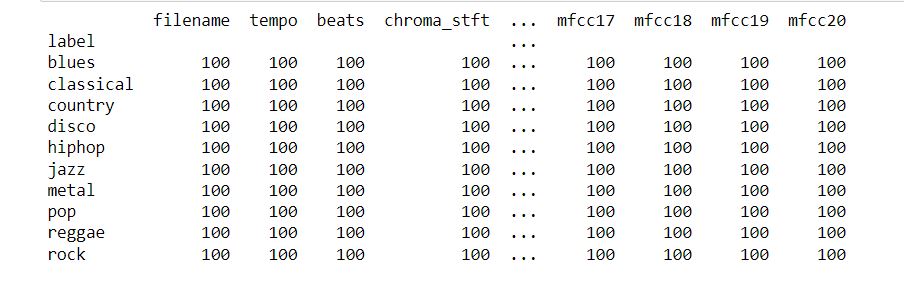 filename tempo beats chroma_stft ... mfcc17 mfcc18 mfcc19 mfcc20
label ...
blues 100 100 100 100 ... 100 100 100 100
classical 100 100 100 100 ... 100 100 100 100
country 100 100 100 100 ... 100 100 100 100
disco 100 100 100 100 ... 100 100 100 100
hiphop 100 100 100 100 ... 100 100 100 100
jazz 100 100 100 100 ... 100 100 100 100
metal 100 100 100 100 ... 100 100 100 100
pop 100 100 100 100 ... 100 100 100 100
reggae 100 100 100 100 ... 100 100 100 100
rock 100 100 100 100 ... 100 100 100 100